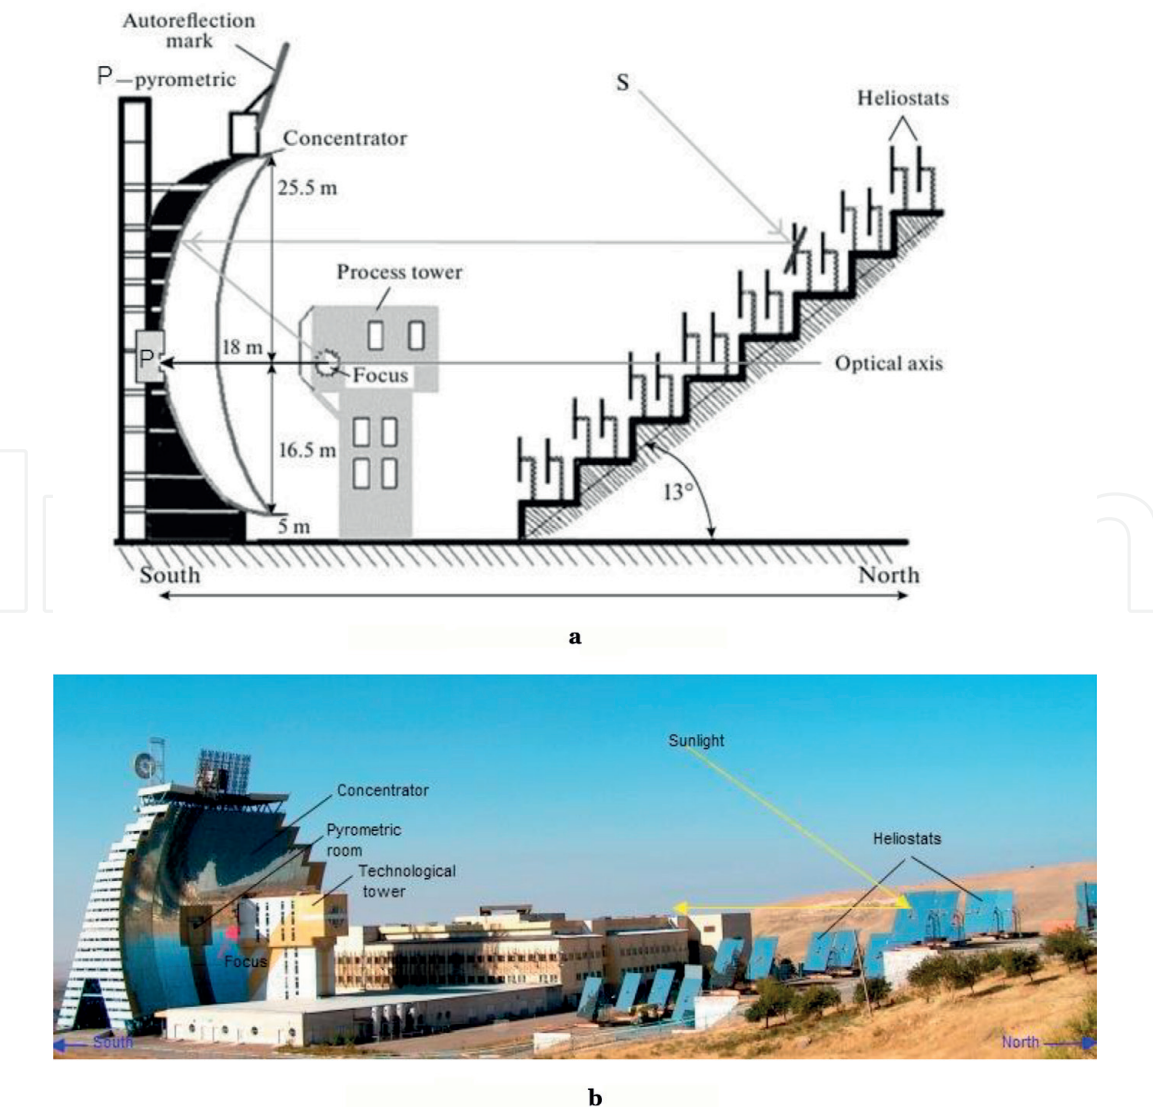 Autoreflection
mark
P—pyrometric
S
Heliostats
Concentrator
25.5 m
Process tower
P
18 m
Focus
Optical axis
16.5 m
13°
5 m
South
North
a
Sunlight
Concentrator
Pyrometric
room
Heliostats
Technological
tower
Focus
South
North
b